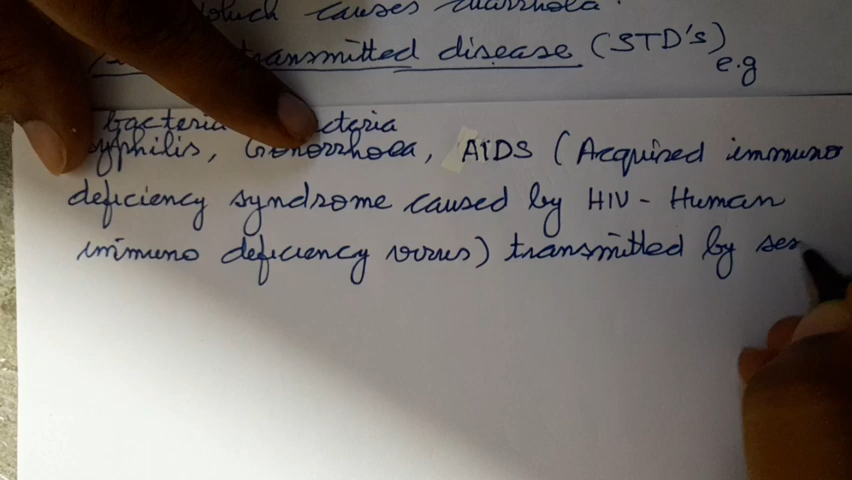 which causes diarrhoea.
transmitted disease (STD's)
e.g
bacteria
syphilis, Gonorrhoea, AIDS (Acquired immuno
deficiency syndrome caused by HIV - Human
immuno deficiency virus) transmitted by sex